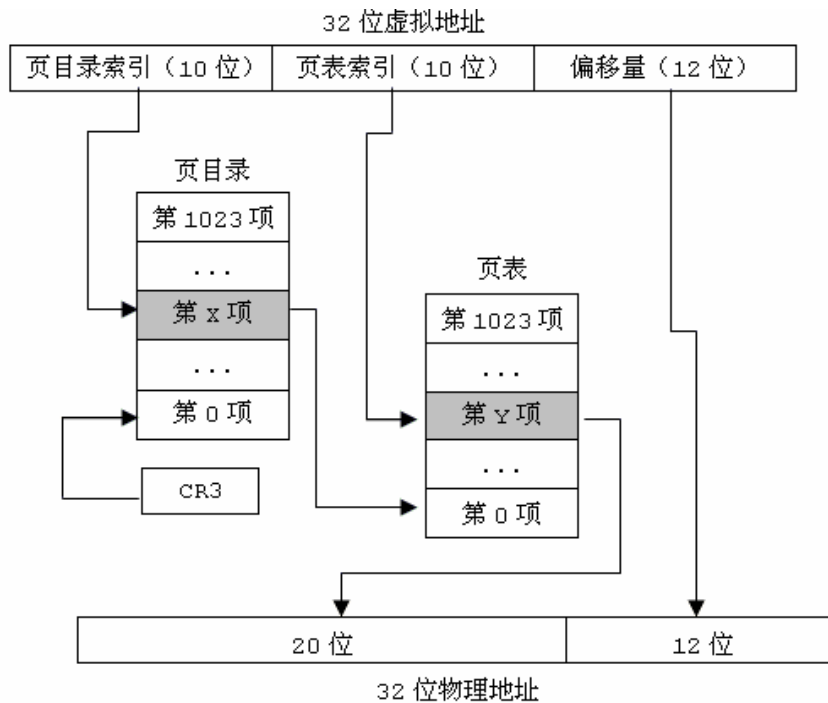 32 位虚拟地址
页目录索引（10 位）
页表索引（10 位）
偏移量（12 位）
页目录
第 1023 项
...
第 X 项
...
第 0 项
CR3
页表
第 1023 项
...
第 Y 项
...
第 0 项
20 位
12 位
32 位物理地址